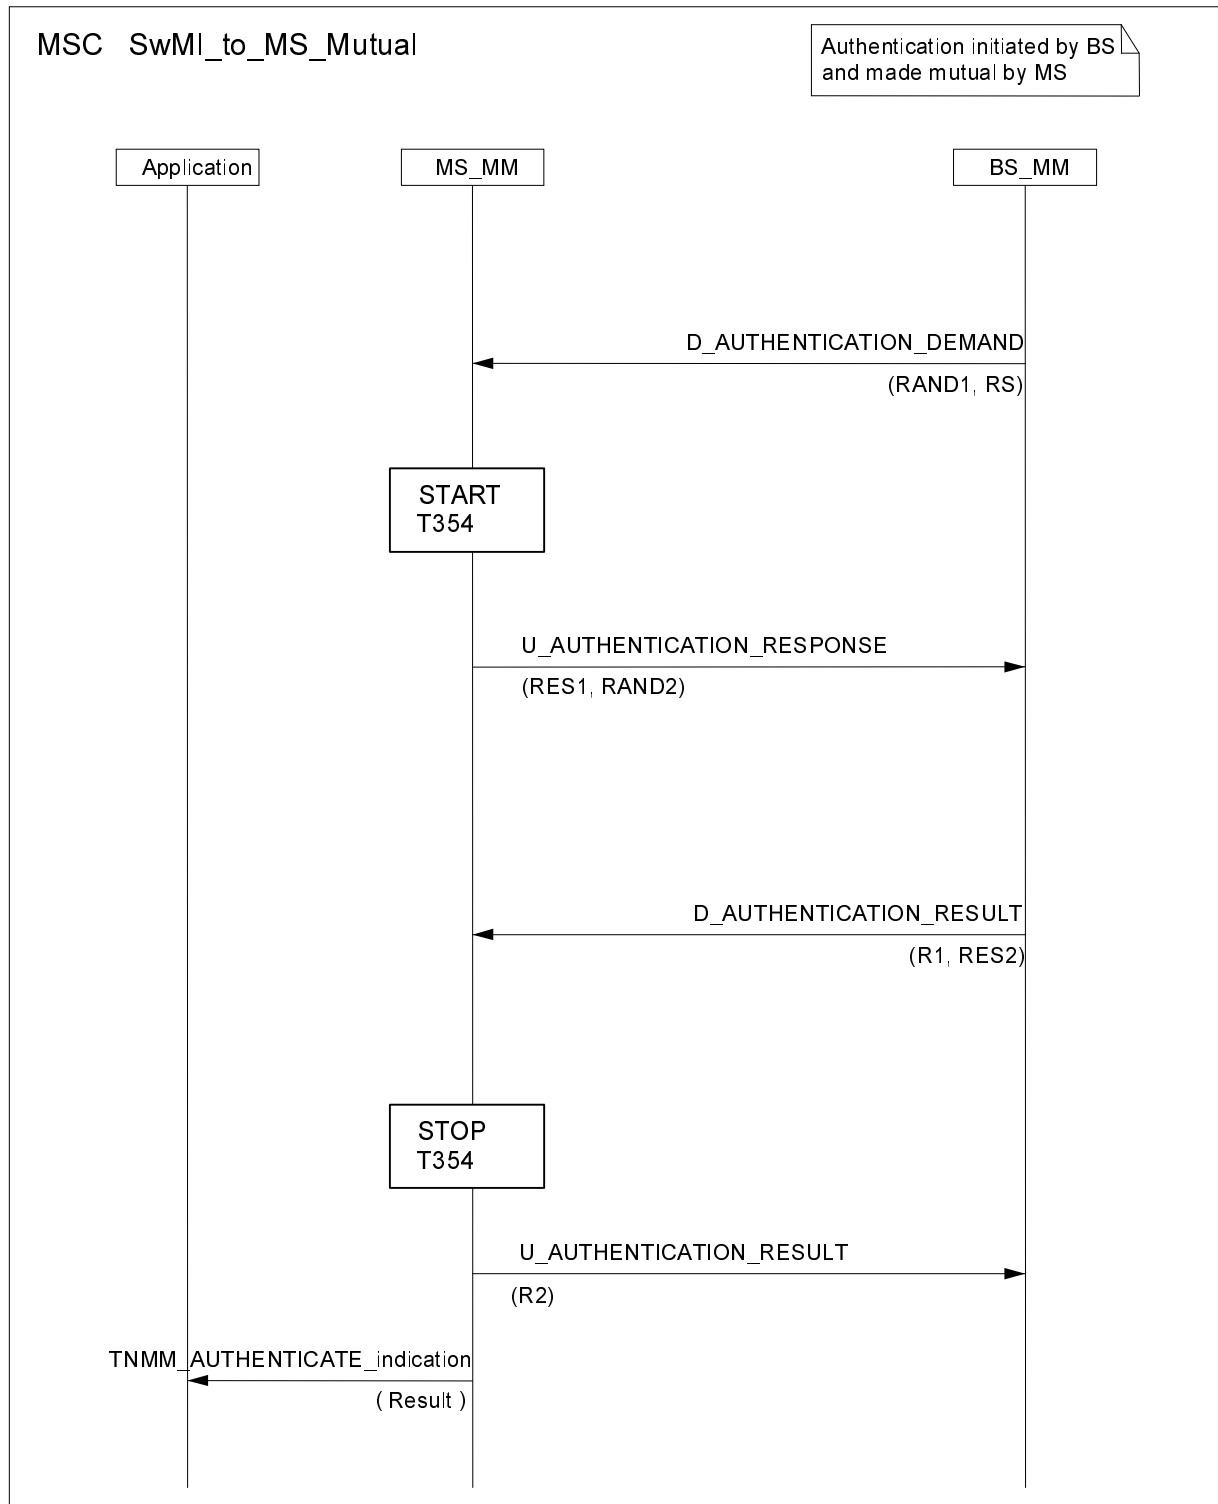 MSC SwMI_to_MS_Mutual
Authentication initiated by BS
and made mutual by MS
Application
MS_MM
BS_MM
D_AUTHENTICATION_DEMAND
(RAND1, RS)
START
T354
U_AUTHENTICATION_RESPONSE
(RES1, RAND2)
D_AUTHENTICATION_RESULT
(R1, RES2)
STOP
T354
U_AUTHENTICATION_RESULT
(R2)
TNMM_AUTHENTICATE_indication
( Result )